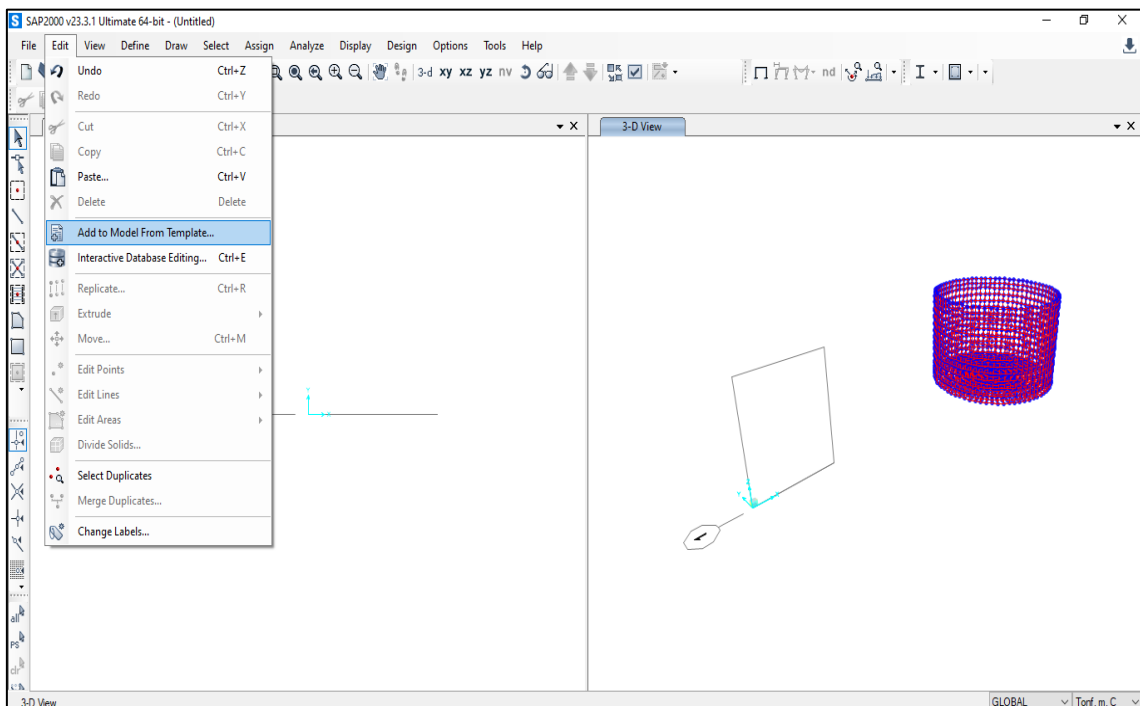 SAP2000 v23.3.1 Ultimate 64-bit - (Untitled)
File Edit View Define Draw Select Assign Analyze Display Design Options Tools Help
3-d xy xz yz nv nd
Undo Ctrl+Z
Redo Ctrl+Y
Cut Ctrl+X
Copy Ctrl+C
Paste... Ctrl+V
Delete Delete
Add to Model From Template...
Interactive Database Editing... Ctrl+E
Replicate... Ctrl+R
Extrude
Move... Ctrl+M
Edit Points
Edit Lines
Edit Areas
Divide Solids...
Select Duplicates
Merge Duplicates...
Change Labels...
3-D View
all
PS
dr
3-D View
GLOBAL
Tonf, m, C